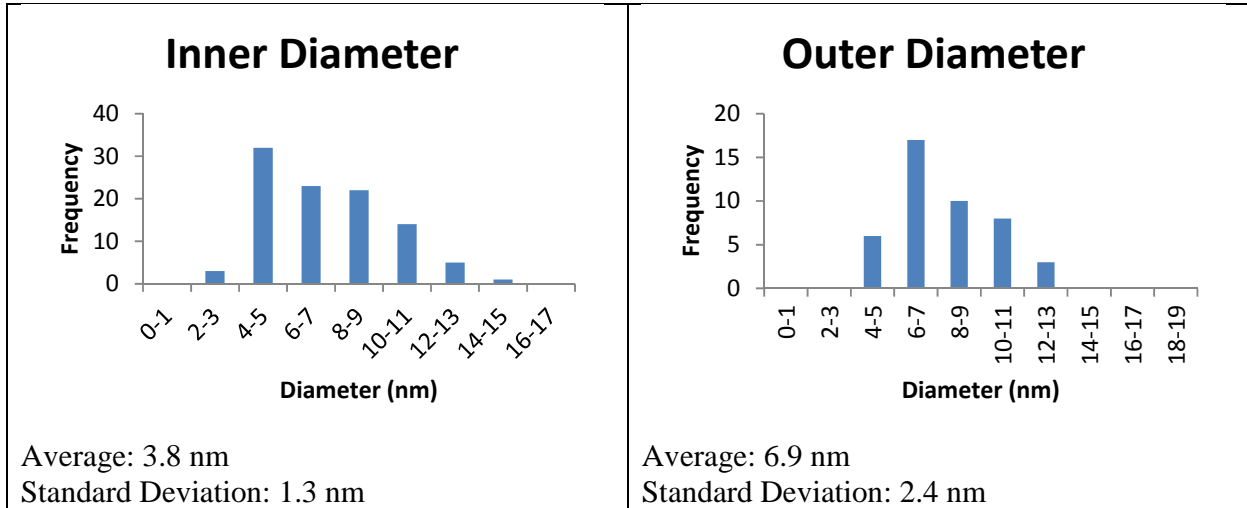 Inner Diameter
40
30
20
10
0
Frequency
0-1
2-3
4-5
6-7
8-9
10-11
12-13
14-15
16-17
Diameter (nm)
Average: 3.8 nm
Standard Deviation: 1.3 nm
Outer Diameter
20
15
10
5
0
Frequency
0-1
2-3
4-5
6-7
8-9
10-11
12-13
14-15
16-17
18-19
Diameter (nm)
Average: 6.9 nm
Standard Deviation: 2.4 nm